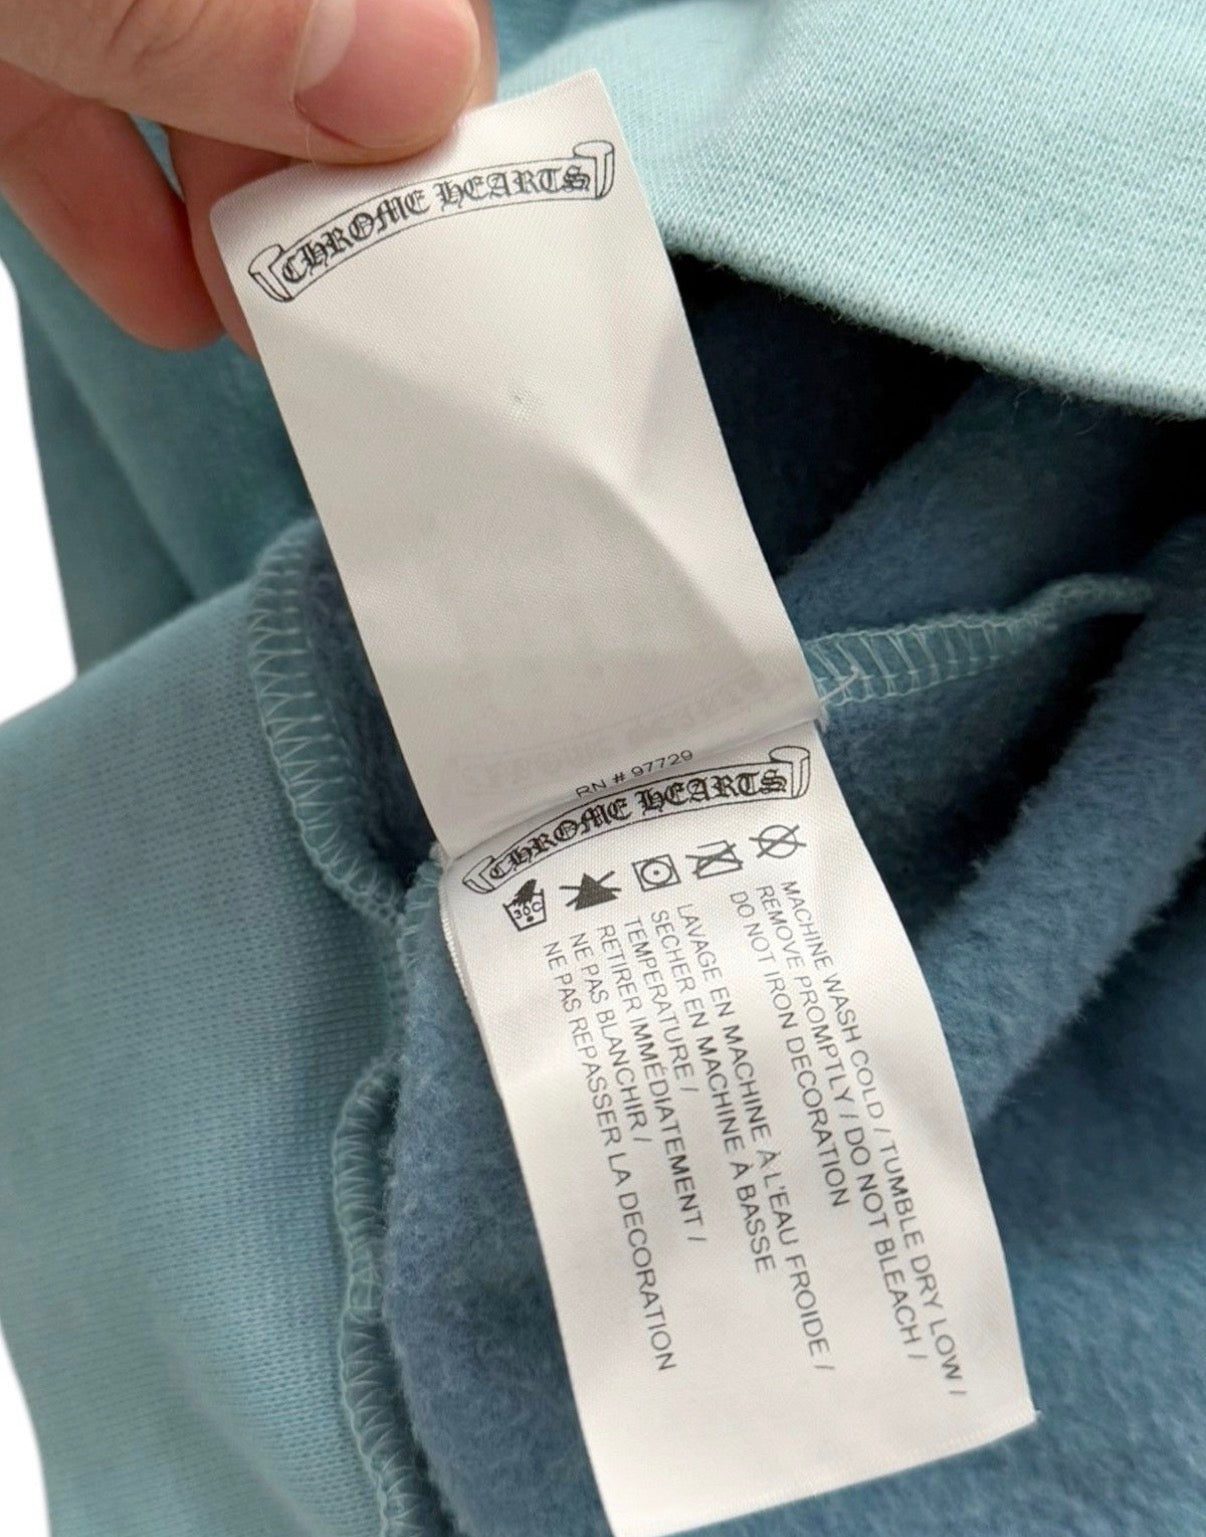 CHROME HEARTS
RN # 97729
CHROME HEARTS
30C
MACHINE WASH COLD / TUMBLE DRY LOW /
REMOVE PROMPTLY / DO NOT BLEACH /
DO NOT IRON DECORATION
LAVAGE EN MACHINE À L'EAU FROIDE /
SECHER EN MACHINE À BASSE
TEMPERATURE /
RETIRER IMMÉDIATEMENT /
NE PAS BLANCHIR /
NE PAS REPASSER LA DECORATION